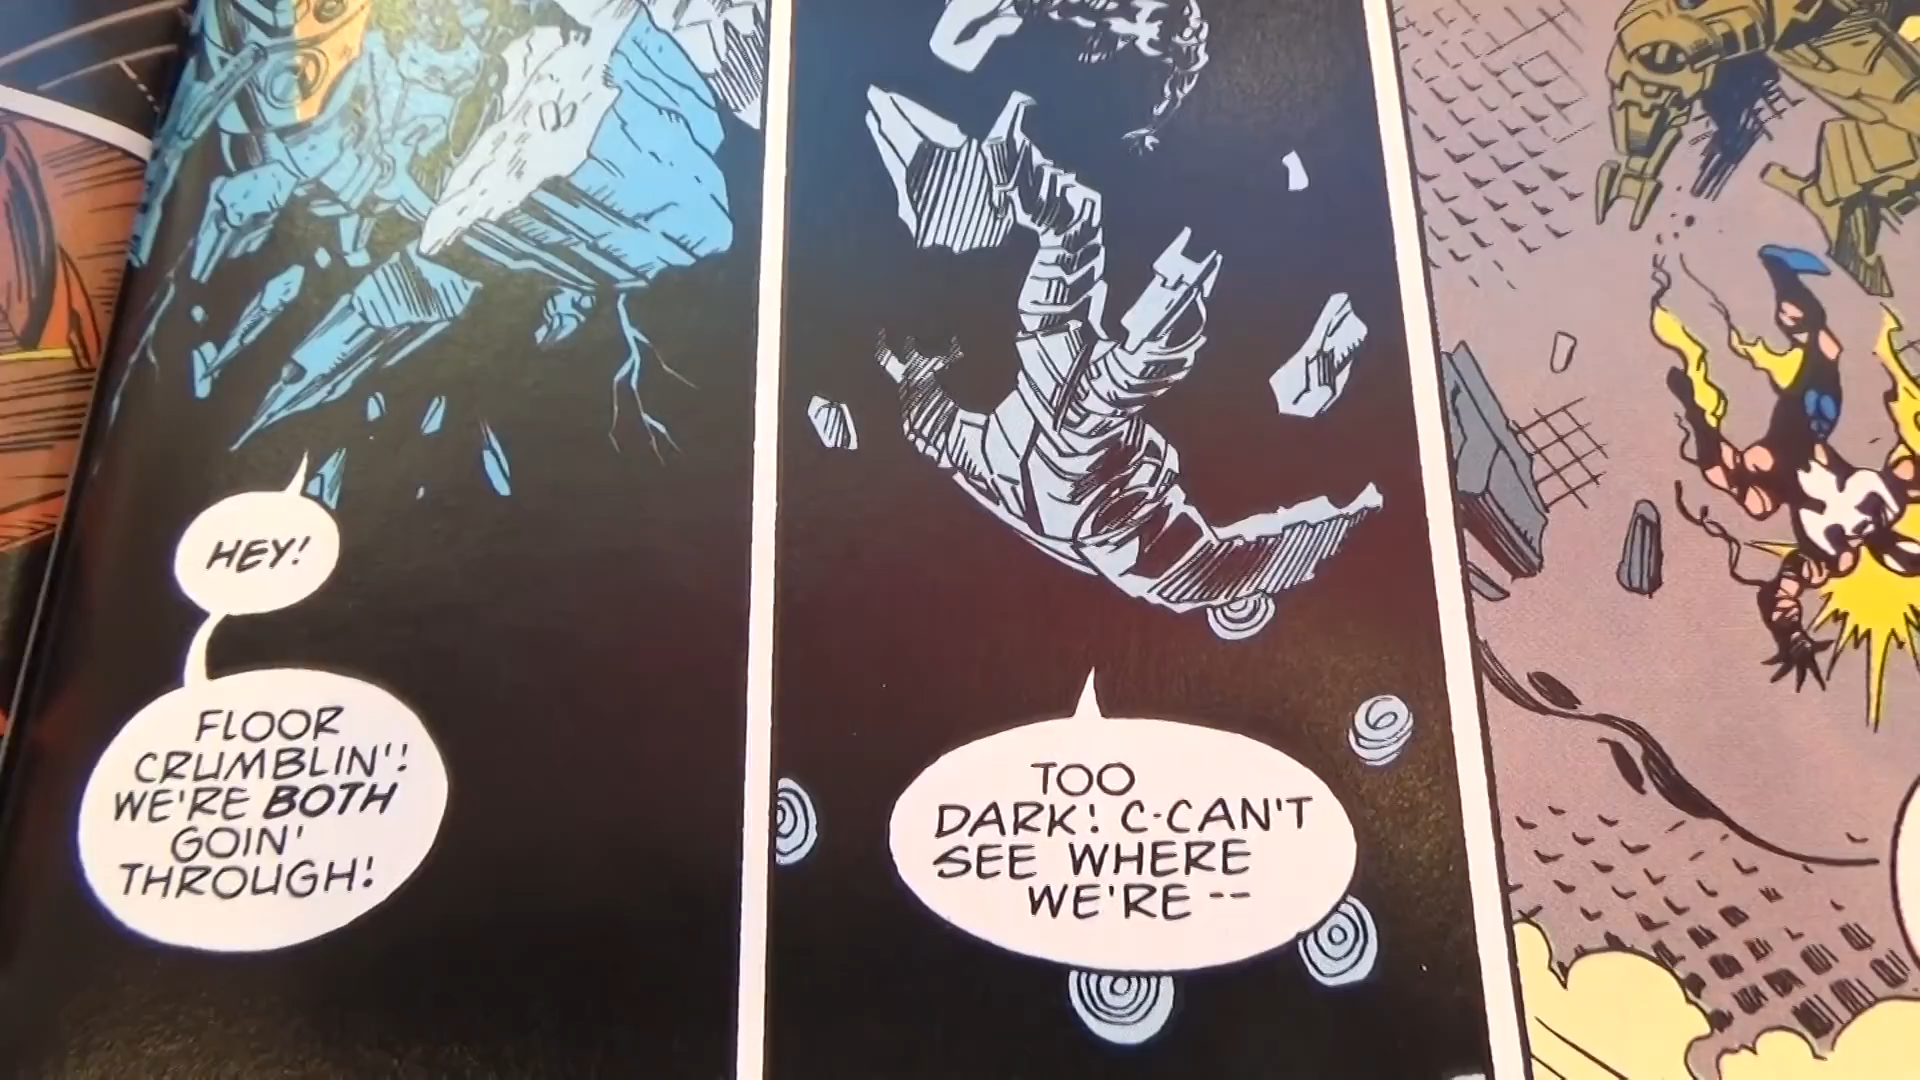 HEY!
FLOOR
CRUMBLIN'!
WE'RE BOTH
GOIN'
THROUGH!
TOO
DARK! C-CAN'T
SEE WHERE
WE'RE --